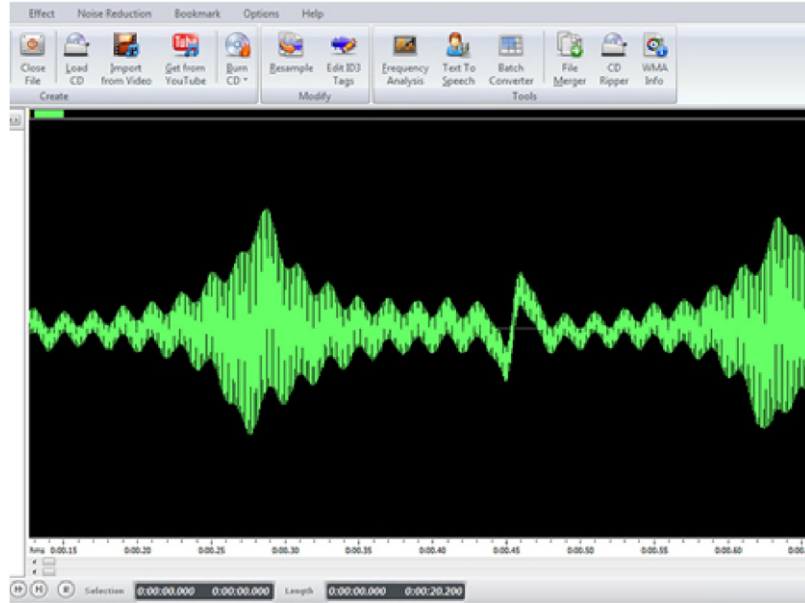 Effect Noise Reduction Bookmark Options Help
Close File Load CD Import from Video Get from YouTube Burn CD Resample Edit ID3 Tags Frequency Analysis Text To Speech Batch Converter File Merger CD Ripper WMA Info
Create Modify Tools
hms 0:00.15 0:00.20 0:00.25 0:00.30 0:00.35 0:00.40 0:00.45 0:00.50 0:00.55 0:00.60
Selection 0:00:00.000 0:00:00.000 Length 0:00:00.000 0:00:20.200